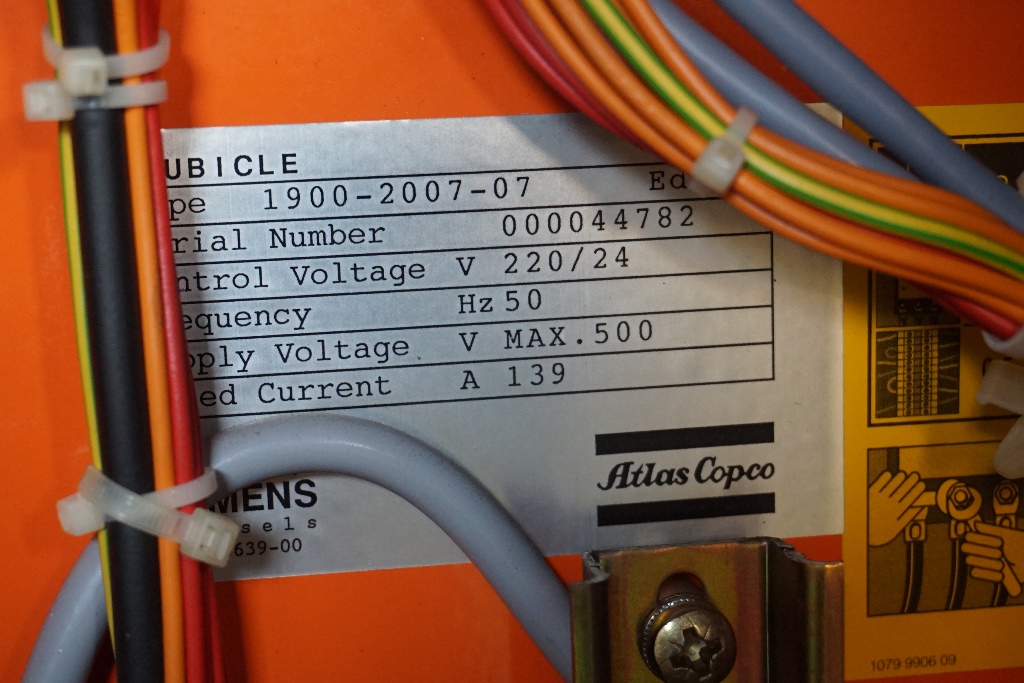 UBICLE
pe 1900-2007-07 Ed
rial Number 000044782
ntrol Voltage V 220/24
equency Hz 50
pply Voltage V MAX.500
ed Current A 139
Atlas Copco
MENS
sels
639-00
1079 9906 09